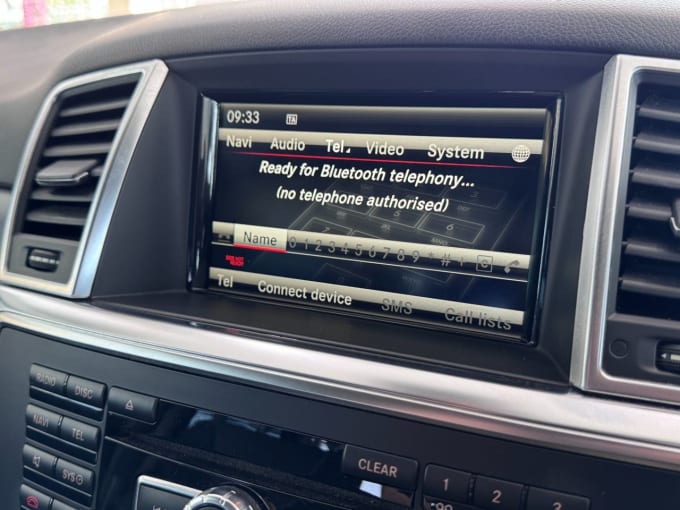 09:33 TA
Navi Audio Tel Video System
Ready for Bluetooth telephony...
(no telephone authorised)
Name 0 1 2 3 4 5 6 7 8 9 * # + C
Tel Connect device SMS Call lists
RADIO DISC
NAVI TEL
SYS
CLEAR
1 2 3